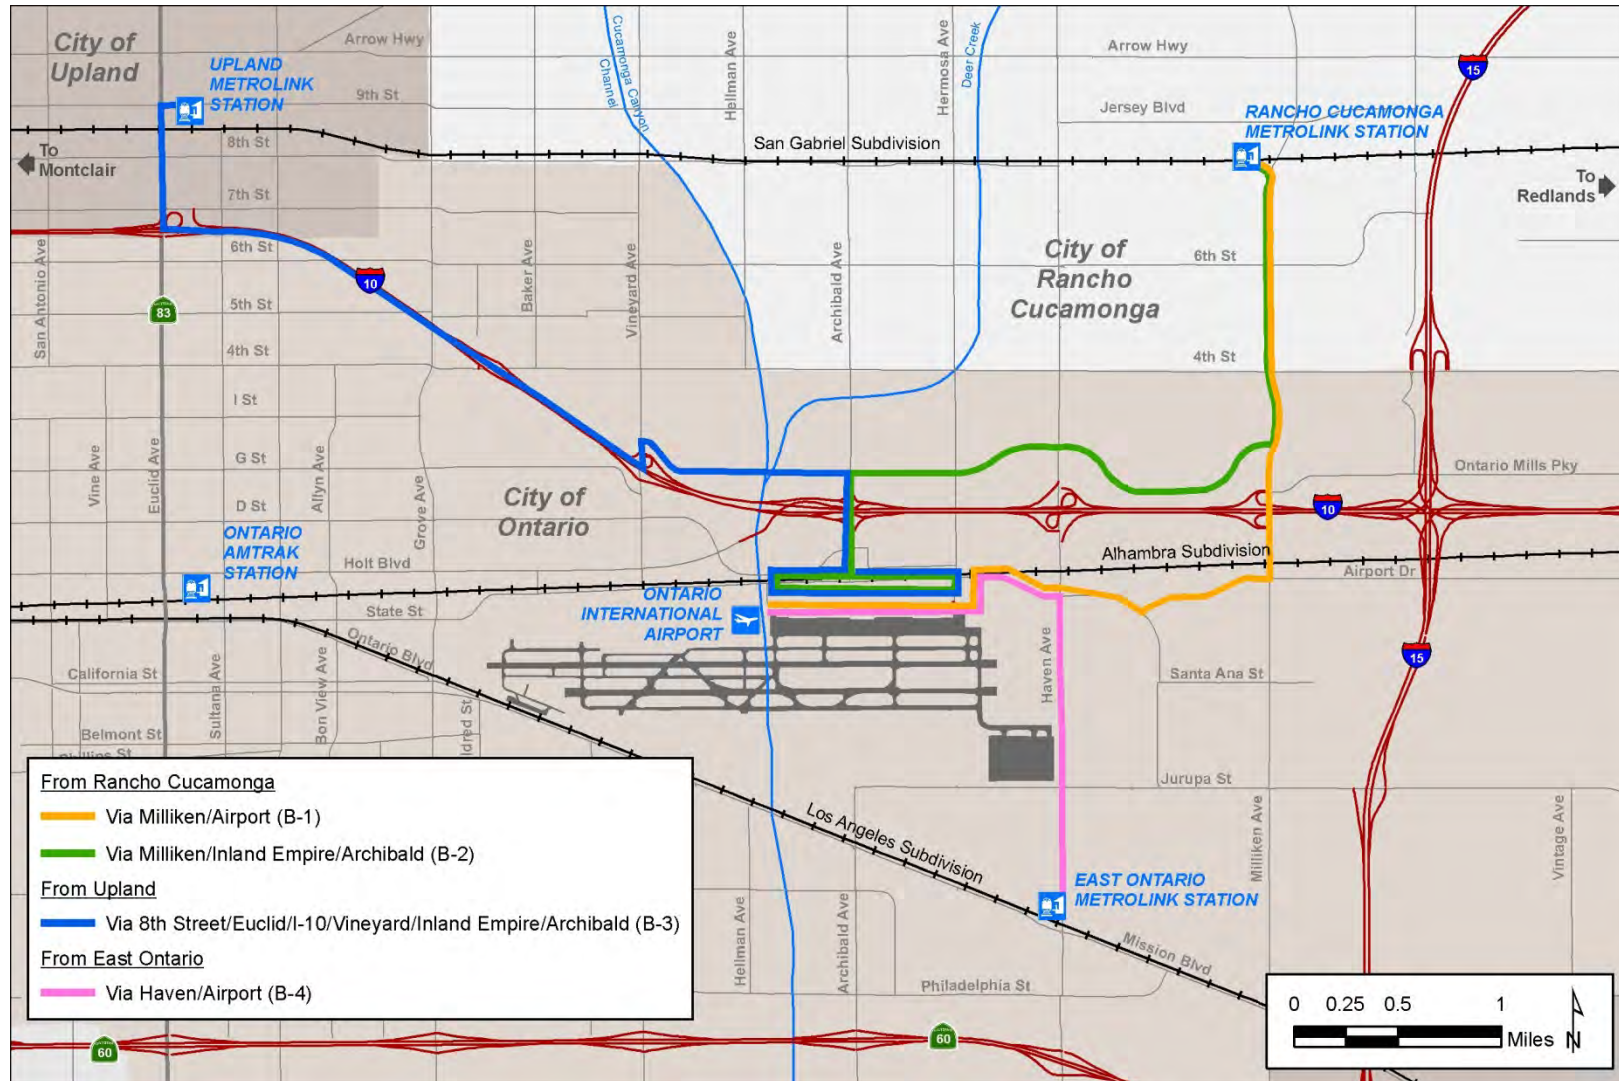 City of
Upland
UPLAND
METROLINK
STATION
Arrow Hwy
9th St
8th St
7th St
6th St
5th St
4th St
I St
G St
D St
To
Montclair
San Antonio Ave
83
10
Cucamonga Canyon
Channel
Hellman Ave
Hermosa Ave
Deer Creek
Arrow Hwy
Jersey Blvd
15
RANCHO CUCAMONGA
METROLINK STATION
San Gabriel Subdivision
To
Redlands
City of
Rancho
Cucamonga
6th St
4th St
Baker Ave
Vineyard Ave
Archibald Ave
Vine Ave
Euclid Ave
Allyn Ave
Grove Ave
City of
Ontario
Ontario Mills Pky
10
ONTARIO
AMTRAK
STATION
Holt Blvd
State St
Alhambra Subdivision
Airport Dr
ONTARIO
INTERNATIONAL
AIRPORT
Ontario Blvd
California St
Sultana Ave
Bon View Ave
Belmont St
Phillips St
ldred St
Haven Ave
Santa Ana St
15
Jurupa St
Milliken Ave
Vintage Ave
Los Angeles Subdivision
EAST ONTARIO
METROLINK STATION
Mission Blvd
Hellman Ave
Archibald Ave
Philadelphia St
60
60
From Rancho Cucamonga
Via Milliken/Airport (B-1)
Via Milliken/Inland Empire/Archibald (B-2)
From Upland
Via 8th Street/Euclid/I-10/Vineyard/Inland Empire/Archibald (B-3)
From East Ontario
Via Haven/Airport (B-4)
0 0.25 0.5 1
Miles N